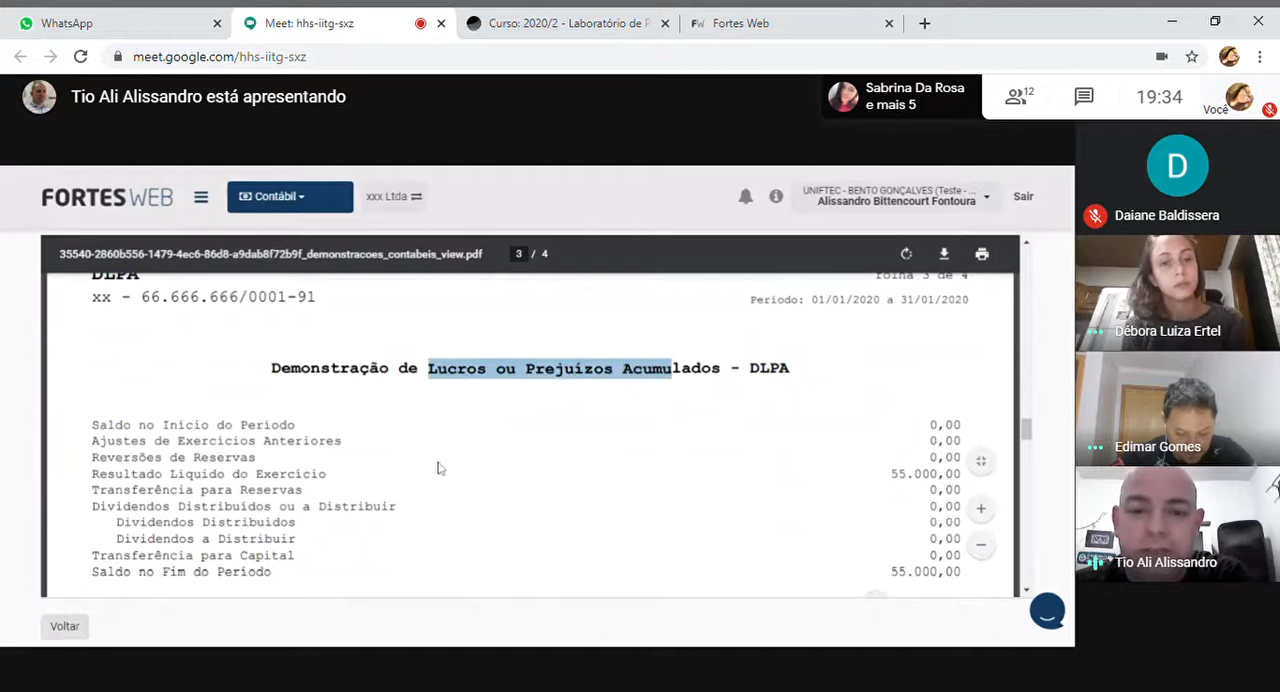 WhatsApp
Meet: hhs-iitg-sxz
Curso: 2020/2 - Laboratório de P
FW Fortes Web
meet.google.com/hhs-iitg-sxz
Tio Ali Alissandro está apresentando
Sabrina Da Rosa
e mais 5
12
19:34
Você
FORTES WEB
Contábil
xxx Ltda
UNIFTEC - BENTO GONÇALVES (Teste - ...
Alissandro Bittencourt Fontoura
Sair
D
Daiane Baldissera
35540-2860b556-1479-4ec6-86d8-a9dab8f72b9f_demonstracoes_contabeis_view.pdf
3 / 4
DLPA
folha 3 de 4
xx - 66.666.666/0001-91
Periodo: 01/01/2020 a 31/01/2020
Débora Luiza Ertel
Demonstração de Lucros ou Prejuízos Acumulados - DLPA
Saldo no Início do Período 0,00
Ajustes de Exercícios Anteriores 0,00
Reversões de Reservas 0,00
Resultado Líquido do Exercício 55.000,00
Transferência para Reservas 0,00
Dividendos Distribuídos ou a Distribuir 0,00
Dividendos Distribuídos 0,00
Dividendos a Distribuir 0,00
Transferência para Capital 0,00
Saldo no Fim do Período 55.000,00
Edimar Gomes
Tio Ali Alissandro
Voltar